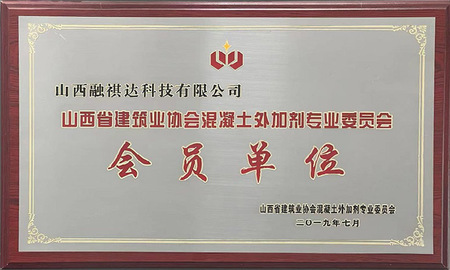 山西融祺达科技有限公司
山西省建筑业协会混凝土外加剂专业委员会
会员单位
山西省建筑业协会混凝土外加剂专业委员会
二〇一九年七月